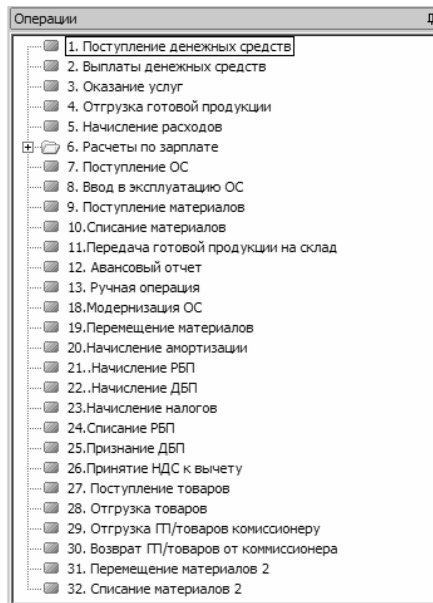 Операции
1. Поступление денежных средств
2. Выплаты денежных средств
3. Оказание услуг
4. Отгрузка готовой продукции
5. Начисление расходов
6. Расчеты по зарплате
7. Поступление ОС
8. Ввод в эксплуатацию ОС
9. Поступление материалов
10.Списание материалов
11.Передача готовой продукции на склад
12. Авансовый отчет
13. Ручная операция
18.Модернизация ОС
19.Перемещение материалов
20.Начисление амортизации
21..Начисление РБП
22..Начисление ДБП
23.Начисление налогов
24.Списание РБП
25.Признание ДБП
26.Принятие НДС к вычету
27. Поступление товаров
28. Отгрузка товаров
29. Отгрузка ГП/товаров комиссионеру
30. Возврат ГП/товаров от коммиссионера
31. Перемещение материалов 2
32. Списание материалов 2